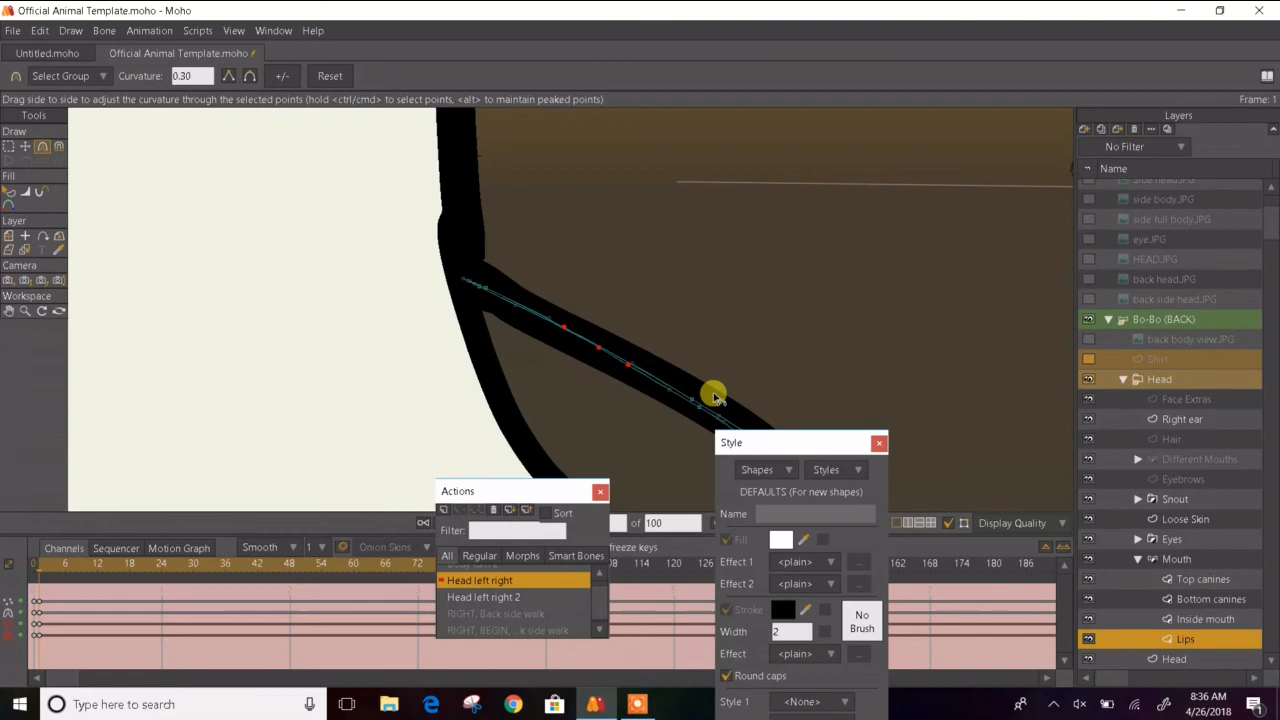 Official Animal Template.moho - Moho
File Edit Draw Bone Animation Scripts View Window Help
Untitled.moho Official Animal Template.moho
Select Group Curvature: 0.30 +/- Reset
Drag side to side to adjust the curvature through the selected points (hold <ctrl/cmd> to select points, <alt> to maintain peaked points) Frame: 1
Tools
Draw
Fill
Layer
Camera
Workspace
Layers
No Filter
Name
side head.JPG
side body.JPG
side full body.JPG
eye.JPG
HEAD.JPG
back head.JPG
back side head.JPG
Bo-Bo (BACK)
back body view.JPG
Shirt
Head
Face Extras
Right ear
Hair
Different Mouths
Eyebrows
Snout
Loose Skin
Eyes
Mouth
Top canines
Bottom canines
Inside mouth
Lips
Head
Style
Shapes Styles
DEFAULTS (For new shapes)
Name
Fill
Effect 1 <plain> ...
Effect 2 <plain> ...
Stroke
Width 2
No Brush
Effect <plain> ...
Round caps
Style 1 <None>
Actions
Sort
Filter:
All Regular Morphs Smart Bones
Head left right
Head left right 2
RIGHT, Back side walk
RIGHT, BEGIN, ...k side walk
of 100
Display Quality
Channels Sequencer Motion Graph Smooth 1 Onion Skins
freeze keys
0 6 12 18 24 30 36 42 48 54 60 66 72 78
108 114 120 126
162 168 174 180 186
Type here to search
8:36 AM
4/26/2018